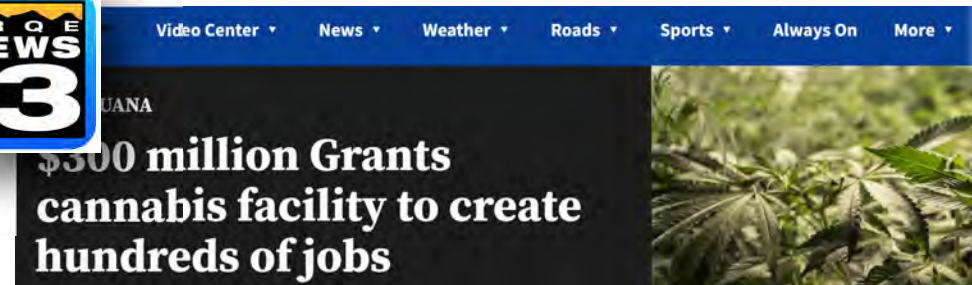 Video Center News Weather Roads Sports Always On More
RQE
EWS
3
UANA
$300 million Grants
cannabis facility to create
hundreds of jobs